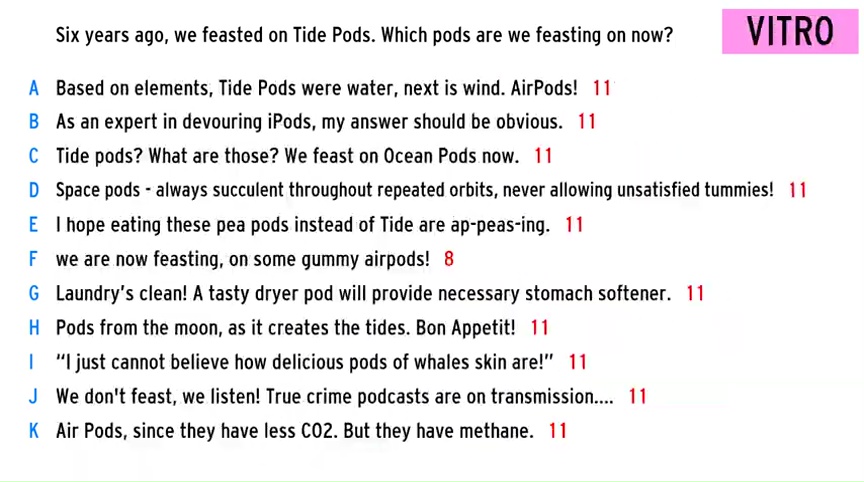 Six years ago, we feasted on Tide Pods. Which pods are we feasting on now?
VITRO
A Based on elements, Tide Pods were water, next is wind. AirPods! 11
B As an expert in devouring iPods, my answer should be obvious. 11
C Tide pods? What are those? We feast on Ocean Pods now. 11
D Space pods - always succulent throughout repeated orbits, never allowing unsatisfied tummies! 11
E I hope eating these pea pods instead of Tide are ap-peas-ing. 11
F we are now feasting, on some gummy airpods! 8
G Laundry's clean! A tasty dryer pod will provide necessary stomach softener. 11
H Pods from the moon, as it creates the tides. Bon Appetit! 11
I “I just cannot believe how delicious pods of whales skin are!” 11
J We don't feast, we listen! True crime podcasts are on transmission.... 11
K Air Pods, since they have less CO2. But they have methane. 11